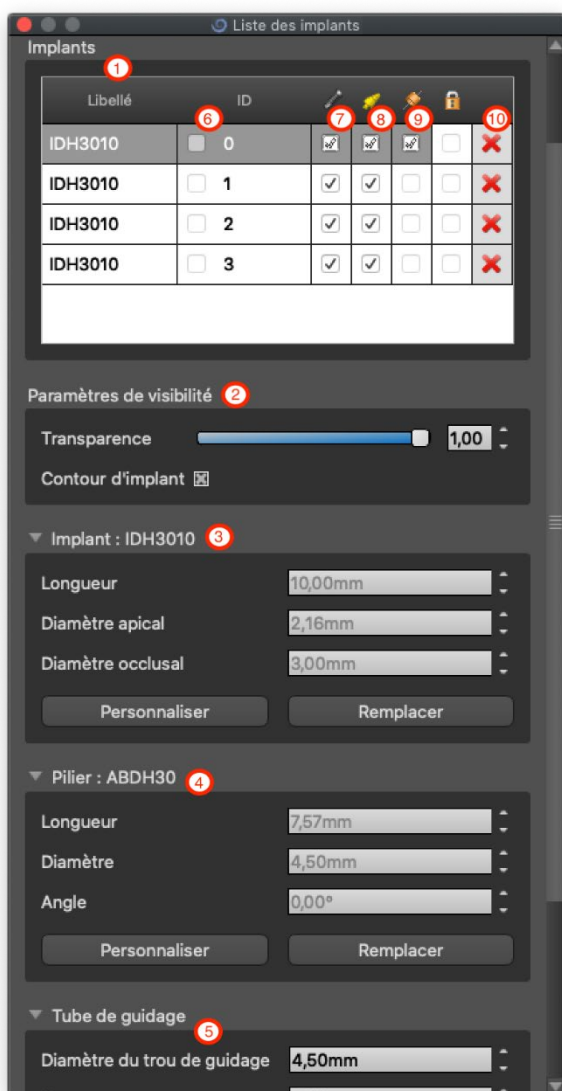 Liste des implants
Implants
1
Libellé ID
6 7 8 9 10
IDH3010 0
IDH3010 1
IDH3010 2
IDH3010 3
Paramètres de visibilité 2
Transparence 1,00
Contour d'implant
Implant : IDH3010 3
Longueur 10,00mm
Diamètre apical 2,16mm
Diamètre occlusal 3,00mm
Personnaliser Remplacer
Pilier : ABDH30 4
Longueur 7,57mm
Diamètre 4,50mm
Angle 0,00°
Personnaliser Remplacer
Tube de guidage
5
Diamètre du trou de guidage 4,50mm